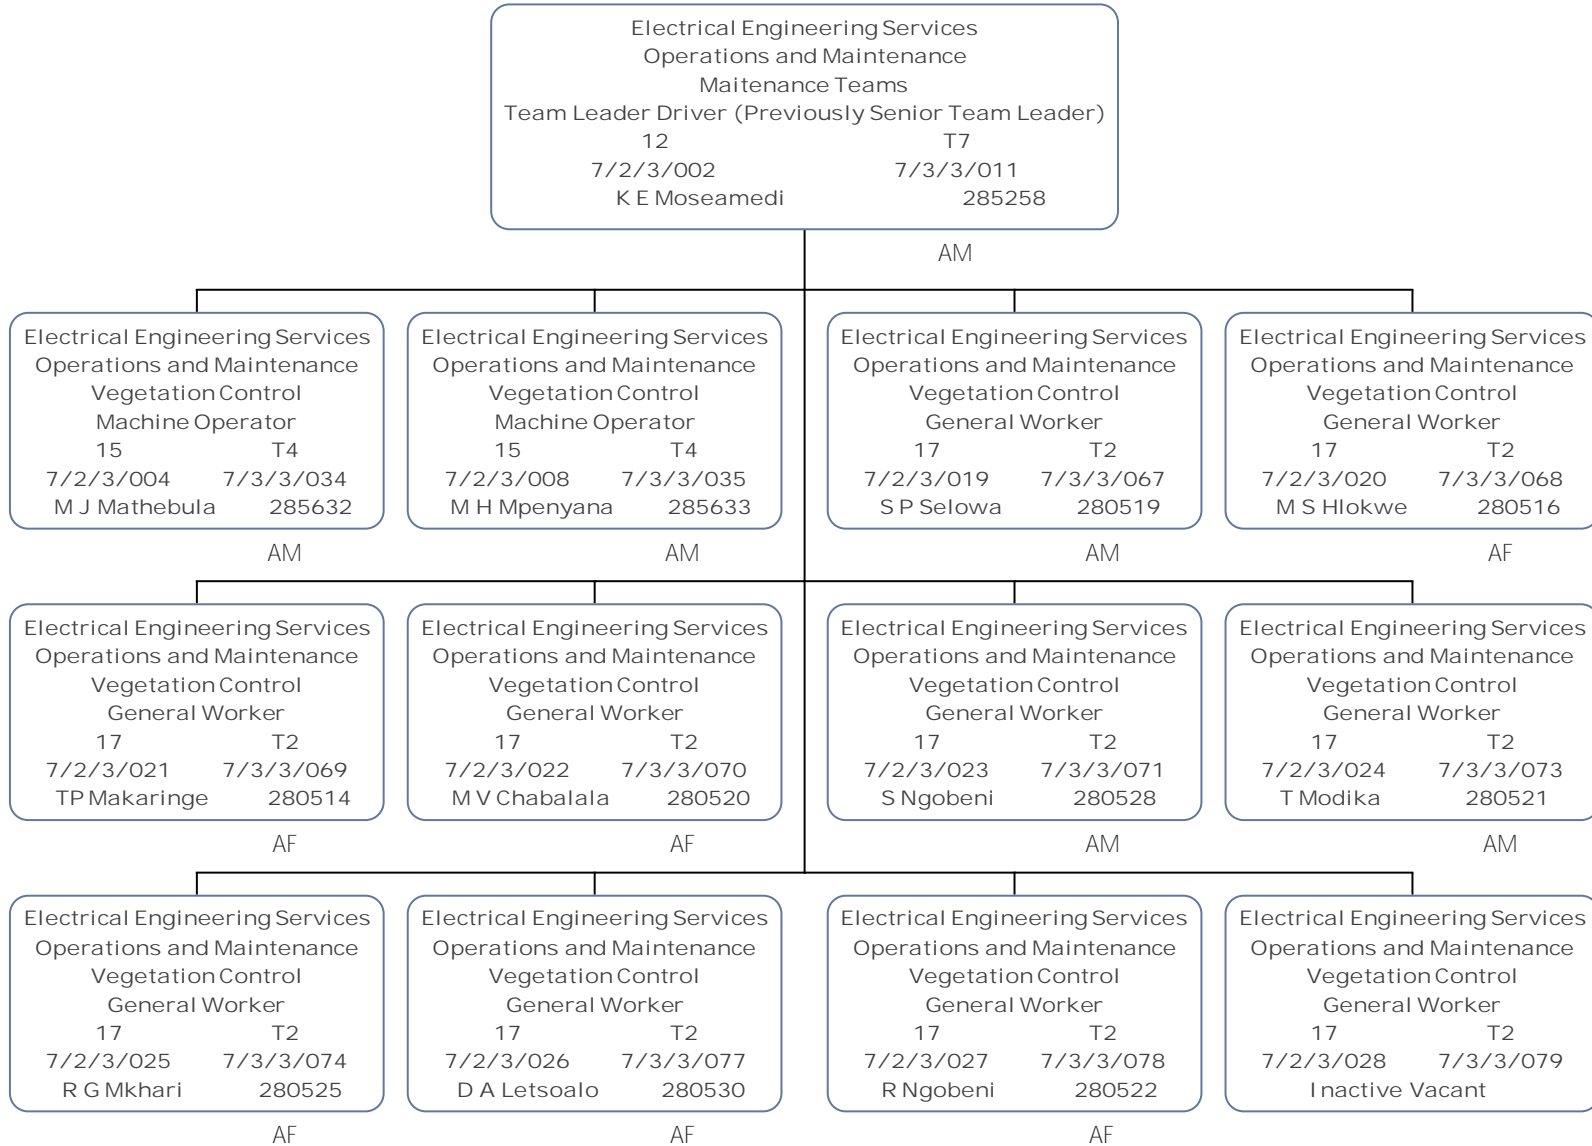 Electrical Engineering Services
Operations and Maintenance
Maitenance Teams
Team Leader Driver (Previously Senior Team Leader)
12 T7
7/2/3/002 7/3/3/011
K E Moseamedi 285258
AM
Electrical Engineering Services
Operations and Maintenance
Vegetation Control
Machine Operator
15 T4
7/2/3/004 7/3/3/034
M J Mathebula 285632
AM
Electrical Engineering Services
Operations and Maintenance
Vegetation Control
Machine Operator
15 T4
7/2/3/008 7/3/3/035
M H Mpenyana 285633
AM
Electrical Engineering Services
Operations and Maintenance
Vegetation Control
General Worker
17 T2
7/2/3/019 7/3/3/067
S P Selowa 280519
AM
Electrical Engineering Services
Operations and Maintenance
Vegetation Control
General Worker
17 T2
7/2/3/020 7/3/3/068
M S Hlokwe 280516
AF
Electrical Engineering Services
Operations and Maintenance
Vegetation Control
General Worker
17 T2
7/2/3/021 7/3/3/069
TP Makaringe 280514
AF
Electrical Engineering Services
Operations and Maintenance
Vegetation Control
General Worker
17 T2
7/2/3/022 7/3/3/070
M V Chabalala 280520
AF
Electrical Engineering Services
Operations and Maintenance
Vegetation Control
General Worker
17 T2
7/2/3/023 7/3/3/071
S Ngobeni 280528
AM
Electrical Engineering Services
Operations and Maintenance
Vegetation Control
General Worker
17 T2
7/2/3/024 7/3/3/073
T Modika 280521
AM
Electrical Engineering Services
Operations and Maintenance
Vegetation Control
General Worker
17 T2
7/2/3/025 7/3/3/074
R G Mkhari 280525
AF
Electrical Engineering Services
Operations and Maintenance
Vegetation Control
General Worker
17 T2
7/2/3/026 7/3/3/077
D A Letsoalo 280530
AF
Electrical Engineering Services
Operations and Maintenance
Vegetation Control
General Worker
17 T2
7/2/3/027 7/3/3/078
R Ngobeni 280522
AF
Electrical Engineering Services
Operations and Maintenance
Vegetation Control
General Worker
17 T2
7/2/3/028 7/3/3/079
Inactive Vacant